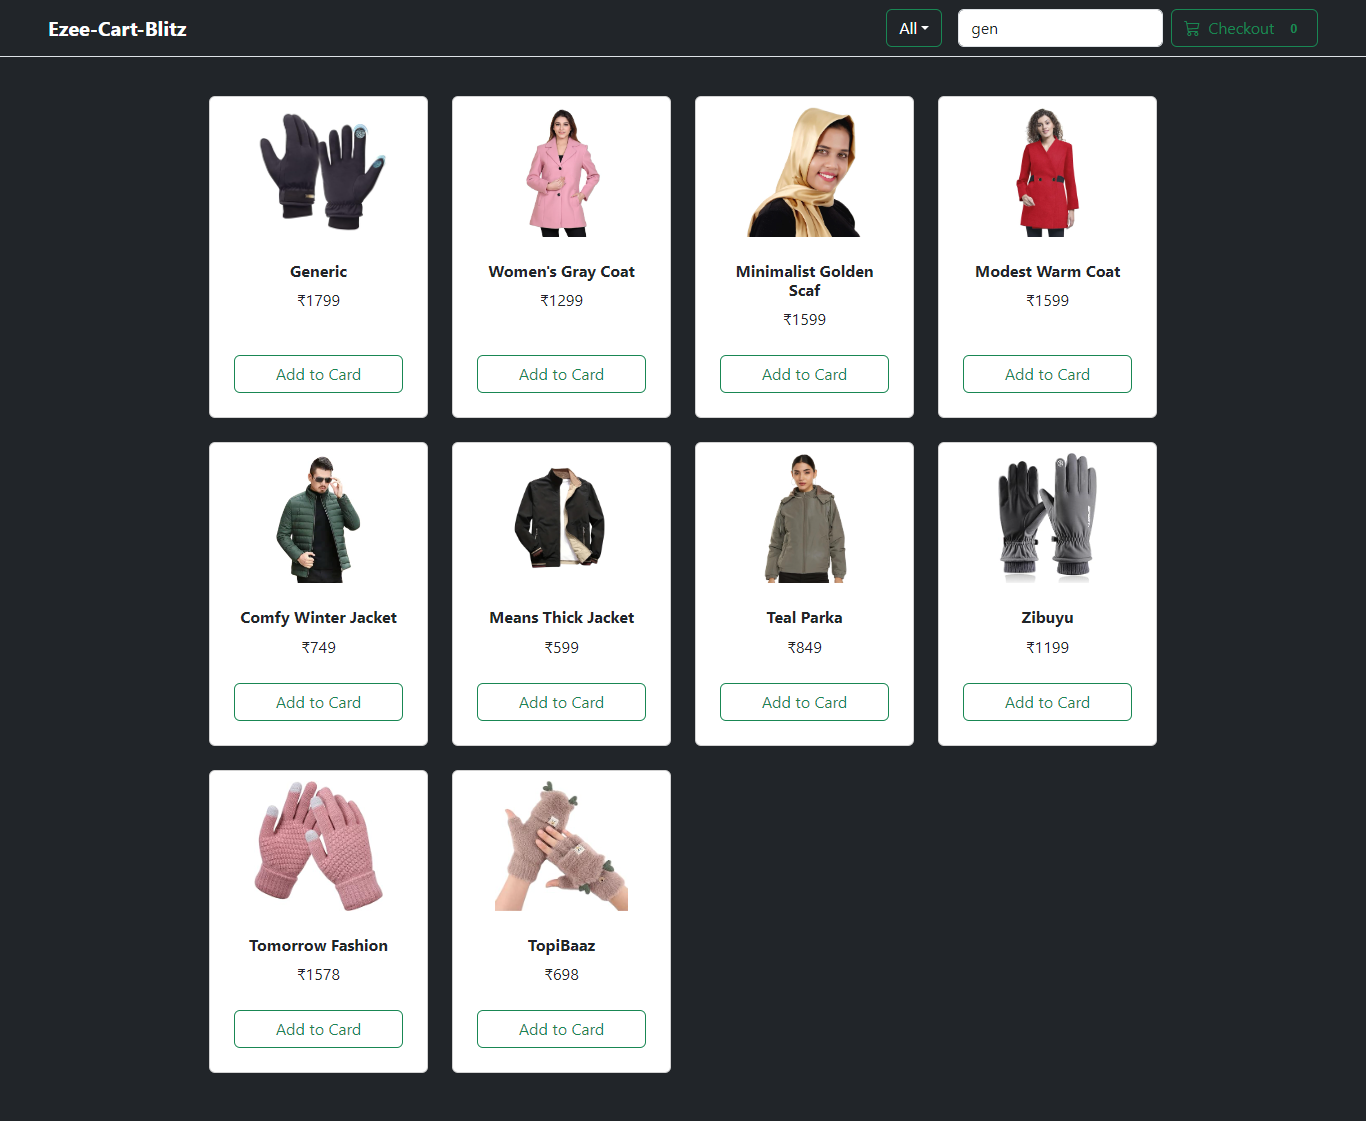 Ezee-Cart-Blitz
All
gen
Checkout 0
Generic
₹1799
Add to Card
Women's Gray Coat
₹1299
Add to Card
Minimalist Golden
Scaf
₹1599
Add to Card
Modest Warm Coat
₹1599
Add to Card
Comfy Winter Jacket
₹749
Add to Card
Means Thick Jacket
₹599
Add to Card
Teal Parka
₹849
Add to Card
Zibuyu
₹1199
Add to Card
Tomorrow Fashion
₹1578
Add to Card
TopiBaaz
₹698
Add to Card